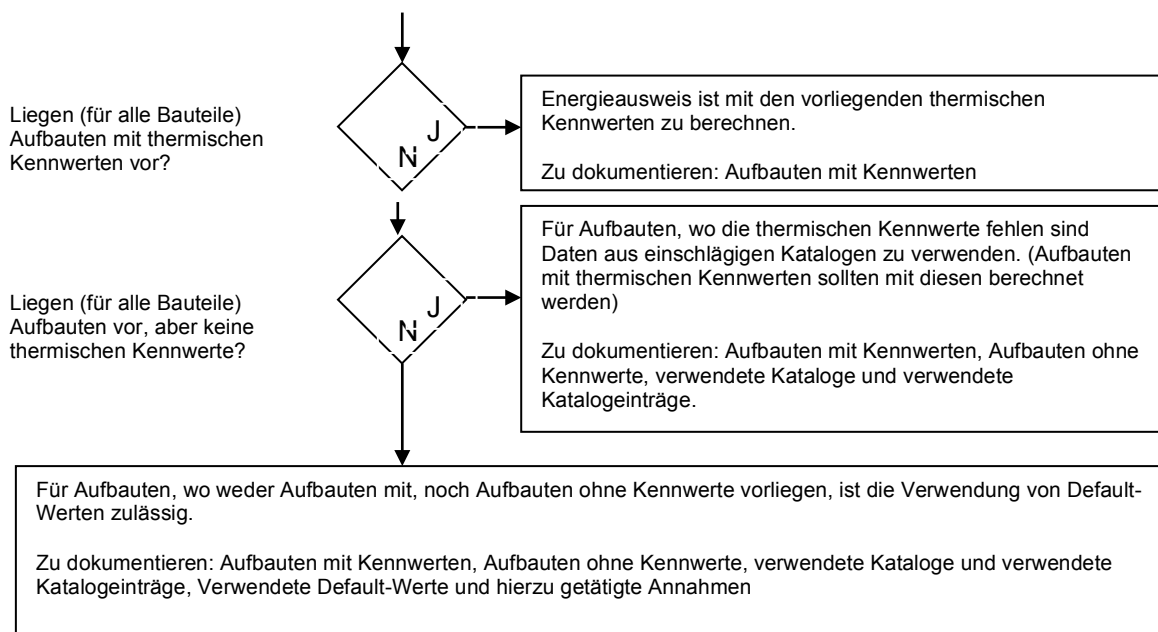 Liegen (für alle Bauteile)
Aufbauten mit thermischen
Kennwerten vor?
J
N
Energieausweis ist mit den vorliegenden thermischen
Kennwerten zu berechnen.
Zu dokumentieren: Aufbauten mit Kennwerten
Liegen (für alle Bauteile)
Aufbauten vor, aber keine
thermischen Kennwerte?
J
N
Für Aufbauten, wo die thermischen Kennwerte fehlen sind
Daten aus einschlägigen Katalogen zu verwenden. (Aufbauten
mit thermischen Kennwerten sollten mit diesen berechnet
werden)
Zu dokumentieren: Aufbauten mit Kennwerten, Aufbauten ohne
Kennwerte, verwendete Kataloge und verwendete
Katalogeinträge.
Für Aufbauten, wo weder Aufbauten mit, noch Aufbauten ohne Kennwerte vorliegen, ist die Verwendung von Default-
Werten zulässig.
Zu dokumentieren: Aufbauten mit Kennwerten, Aufbauten ohne Kennwerte, verwendete Kataloge und verwendete
Katalogeinträge, Verwendete Default-Werte und hierzu getätigte Annahmen